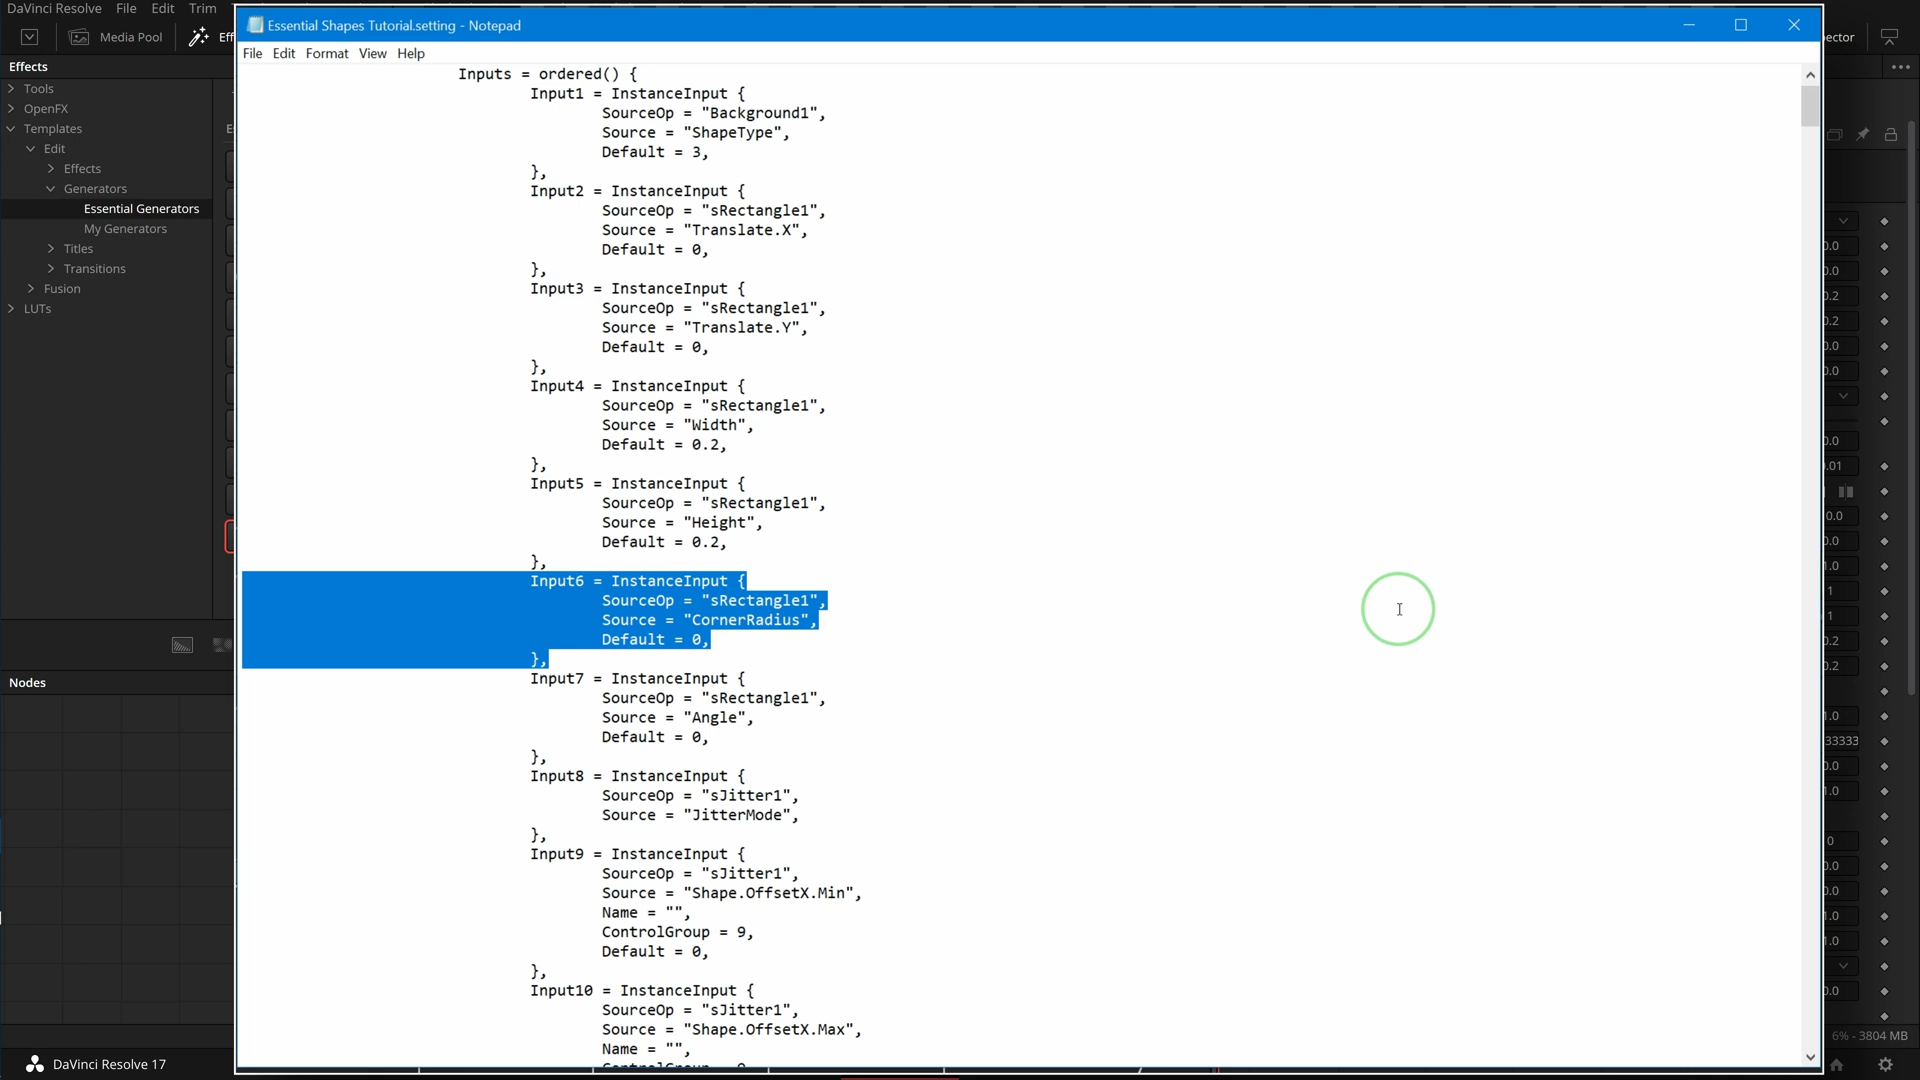 DaVinci Resolve File Edit Trim
Essential Shapes Tutorial.setting - Notepad
Media Pool
File Edit Format View Help
Effects
Tools
OpenFX
Templates
Edit
Effects
Generators
Essential Generators
My Generators
Titles
Transitions
Fusion
LUTs
Nodes
DaVinci Resolve 17
Inputs = ordered() {
Input1 = InstanceInput {
SourceOp = "Background1",
Source = "ShapeType",
Default = 3,
},
Input2 = InstanceInput {
SourceOp = "sRectangle1",
Source = "Translate.X",
Default = 0,
},
Input3 = InstanceInput {
SourceOp = "sRectangle1",
Source = "Translate.Y",
Default = 0,
},
Input4 = InstanceInput {
SourceOp = "sRectangle1",
Source = "Width",
Default = 0.2,
},
Input5 = InstanceInput {
SourceOp = "sRectangle1",
Source = "Height",
Default = 0.2,
},
Input6 = InstanceInput {
SourceOp = "sRectangle1",
Source = "CornerRadius",
Default = 0,
},
Input7 = InstanceInput {
SourceOp = "sRectangle1",
Source = "Angle",
Default = 0,
},
Input8 = InstanceInput {
SourceOp = "sJitter1",
Source = "JitterMode",
},
Input9 = InstanceInput {
SourceOp = "sJitter1",
Source = "Shape.OffsetX.Min",
Name = "",
ControlGroup = 9,
Default = 0,
},
Input10 = InstanceInput {
SourceOp = "sJitter1",
Source = "Shape.OffsetX.Max",
Name = "",
6% - 3804 MB